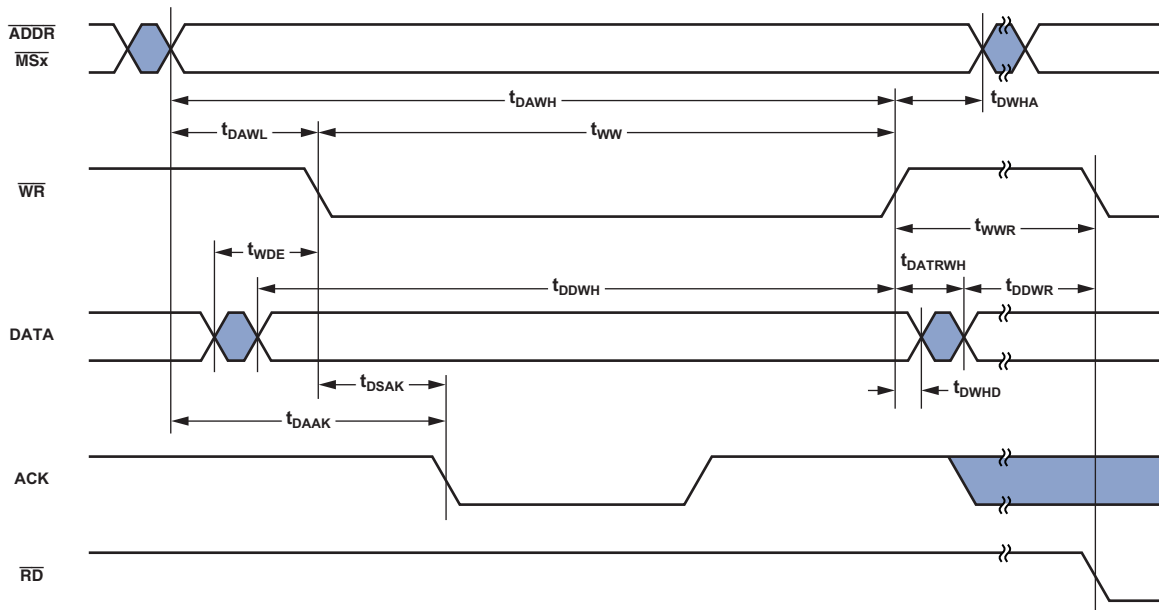 ADDR
MSx
tDAWH
tDWHA
tDAWL
tWW
WR
tWWR
tWDE
tDATRWH
tDDWH
tDDWR
DATA
tDSAK
tDWHD
tDAAK
ACK
RD